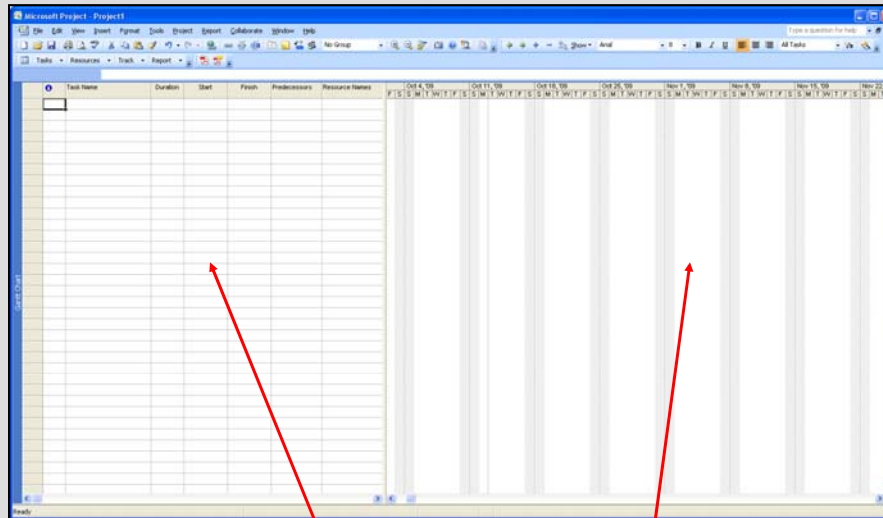 Microsoft Project - Project1
File Edit View Insert Format Tools Project Report Collaborate Window Help Type a question for help
No Group Show Arial 8 B I U All Tasks
Tasks Resources Track Report
Task Name Duration Start Finish Predecessors Resource Names Oct 4, '09 Oct 11, '09 Oct 18, '09 Oct 25, '09 Nov 1, '09 Nov 8, '09 Nov 15, '09 Nov 22
F S S M T W T F S S M T W T F S S M T W T F S S M T W T F S S M T W T F S S M T W T F S S M T W T F S S M T
Gantt Chart
Ready